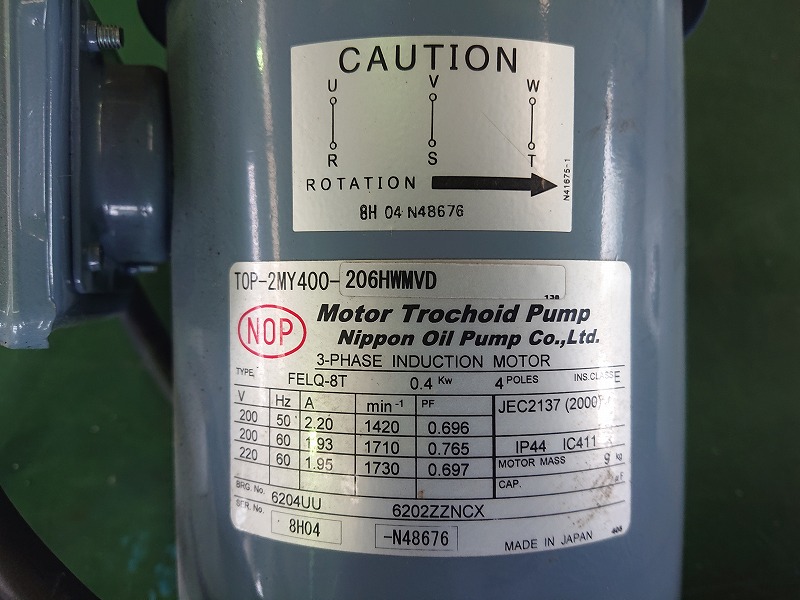 CAUTION
U V W
R S T
ROTATION
8H 04 N48676
N41675-1
TOP-2MY400-206HWMVD
138
NOP
Motor Trochoid Pump
Nippon Oil Pump Co.,Ltd.
3-PHASE INDUCTION MOTOR
TYPE FELQ-8T 0.4 Kw 4 POLES INS.CLASS E
V Hz A min-1 PF JEC2137 (2000)
200 50 2.20 1420 0.696
200 60 1.93 1710 0.765 IP44 IC411
220 60 1.95 1730 0.697 MOTOR MASS 9 kg
CAP. μF
BRG.No. 6204UU 6202ZZNCX
SER.No. 8H04 -N48676
MADE IN JAPAN